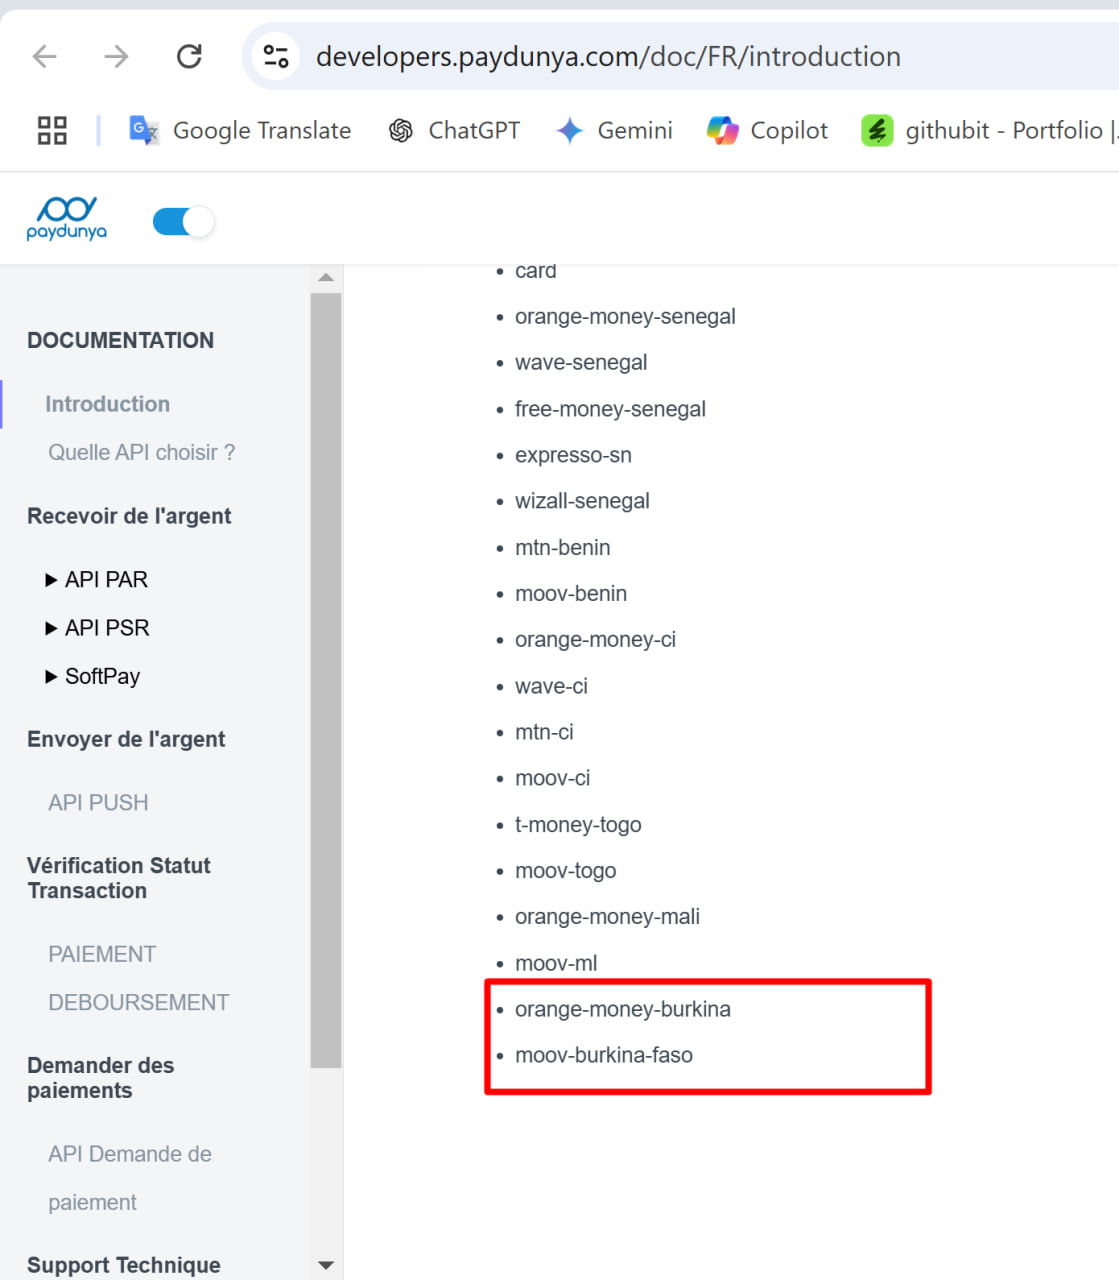 developers.paydunya.com/doc/FR/introduction
Google Translate
ChatGPT
Gemini
Copilot
githubit - Portfolio |
paydunya
DOCUMENTATION
Introduction
Quelle API choisir ?
Recevoir de l'argent
API PAR
API PSR
SoftPay
Envoyer de l'argent
API PUSH
Vérification Statut
Transaction
PAIEMENT
DEBOURSEMENT
Demander des
paiements
API Demande de
paiement
Support Technique
card
orange-money-senegal
wave-senegal
free-money-senegal
expresso-sn
wizall-senegal
mtn-benin
moov-benin
orange-money-ci
wave-ci
mtn-ci
moov-ci
t-money-togo
moov-togo
orange-money-mali
moov-ml
orange-money-burkina
moov-burkina-faso